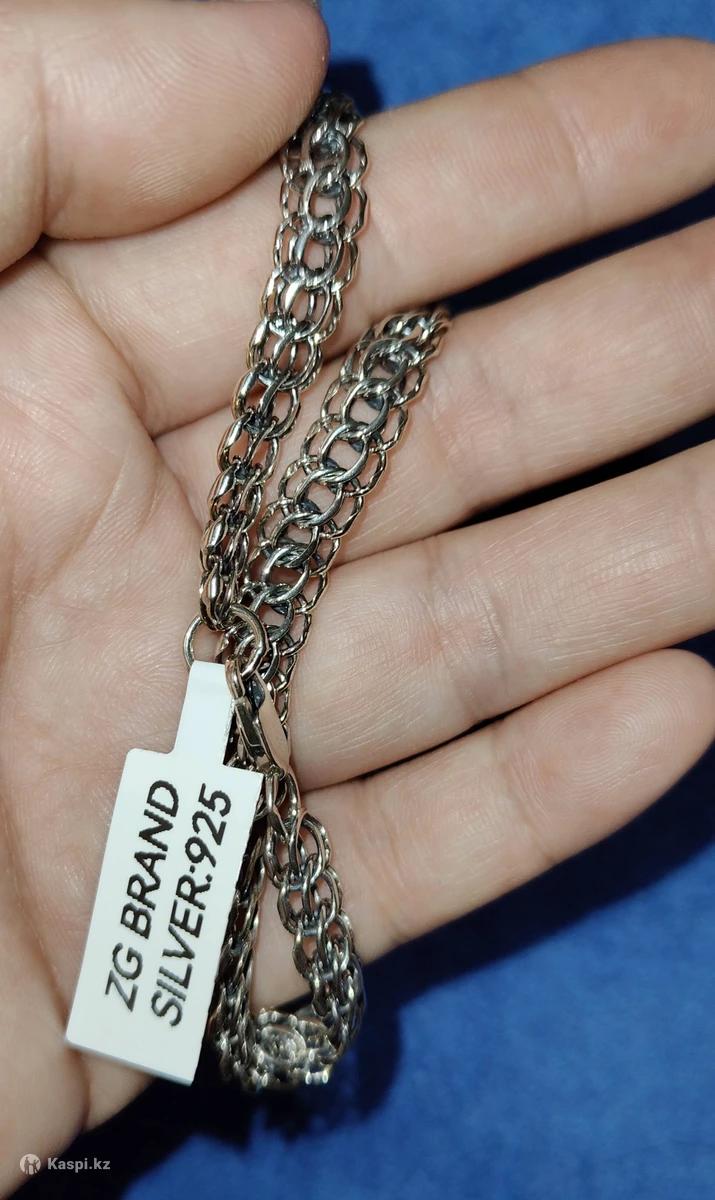 ZG BRAND
SILVER:925
Kaspi.kz